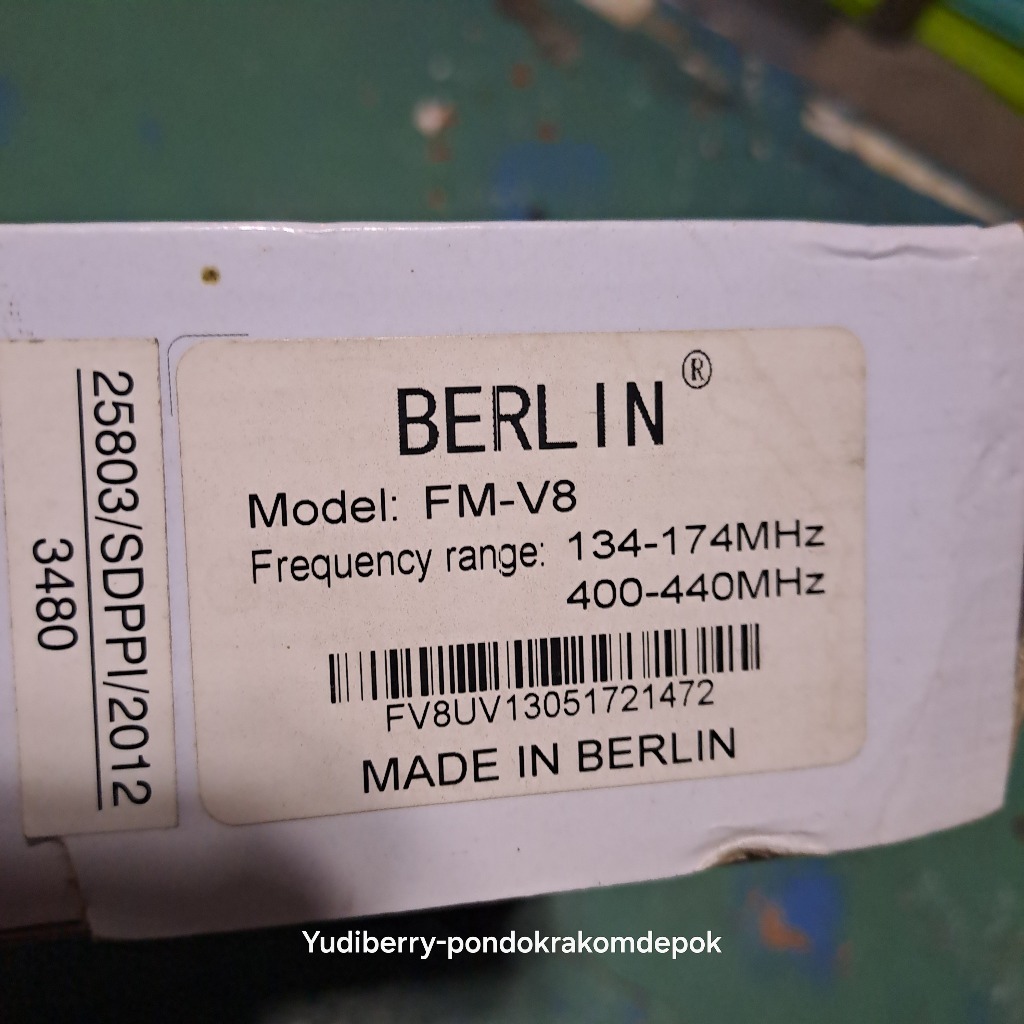 25803/SDPPI/2012
3480
BERLIN ®
Model: FM-V8
Frequency range: 134-174MHz
400-440MHz
FV8UV13051721472
MADE IN BERLIN
Yudiberry-pondokrakomdepok